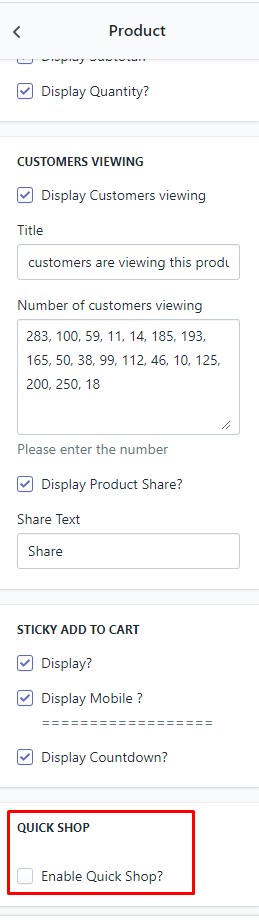 Product
Display Subtotal?
Display Quantity?
CUSTOMERS VIEWING
Display Customers viewing
Title
customers are viewing this produ
Number of customers viewing
283, 100, 59, 11, 14, 185, 193,
165, 50, 38, 99, 112, 46, 10, 125,
200, 250, 18
Please enter the number
Display Product Share?
Share Text
Share
STICKY ADD TO CART
Display?
Display Mobile ?
==================
Display Countdown?
QUICK SHOP
Enable Quick Shop?